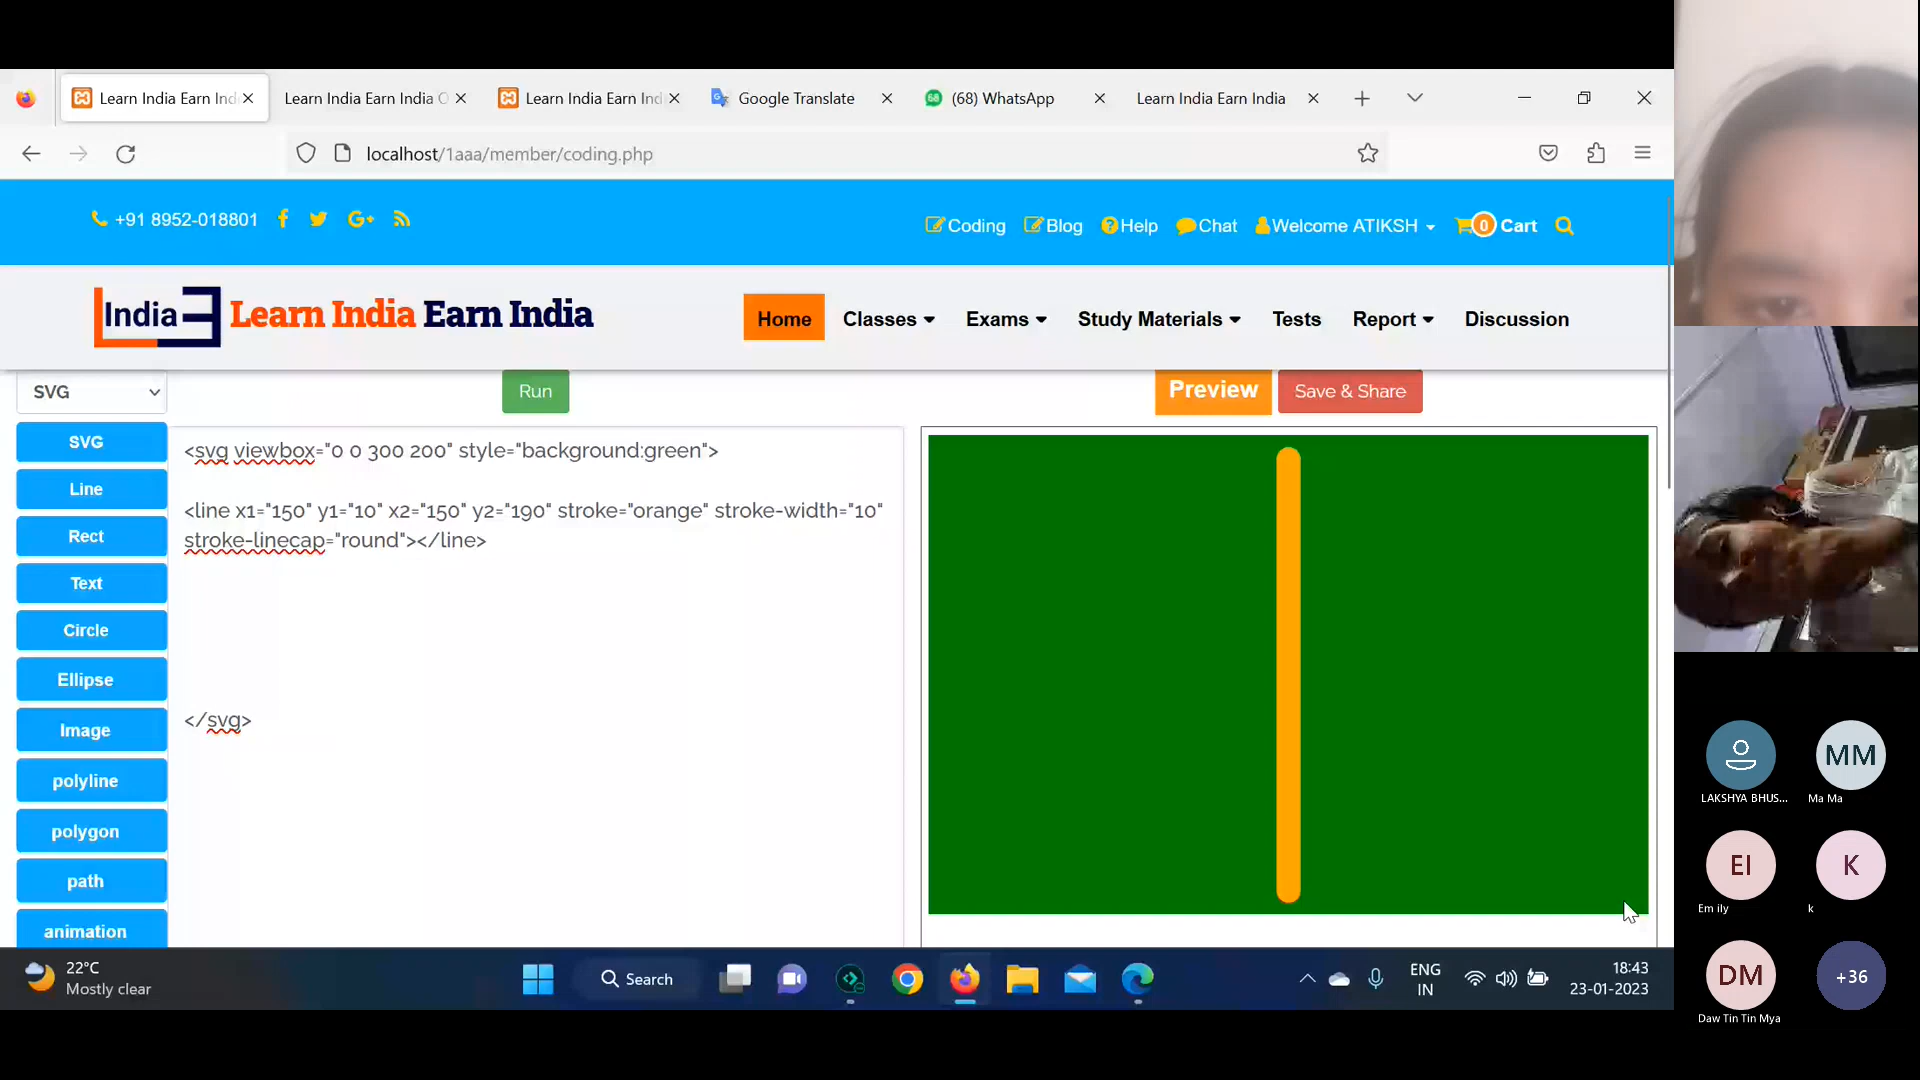 Learn India Earn Ind
Learn India Earn India O
Learn India Earn Ind
Google Translate
(68) WhatsApp
Learn India Earn India
localhost/1aaa/member/coding.php
+91 8952-018801
Coding
Blog
Help
Chat
Welcome ATIKSH
0
Cart
India
Learn India Earn India
Home
Classes
Exams
Study Materials
Tests
Report
Discussion
SVG
Run
Preview
Save & Share
SVG
Line
Rect
Text
Circle
Ellipse
Image
polyline
polygon
path
animation
<svg viewbox="0 0 300 200" style="background:green">
<line x1="150" y1="10" x2="150" y2="190" stroke="orange" stroke-width="10"
stroke-linecap="round"></line>
</svg>
LAKSHYA BHUS...
MM
Ma Ma
EI
Em ily
K
k
DM
Daw Tin Tin Mya
+36
22°C
Mostly clear
Search
ENG
IN
18:43
23-01-2023